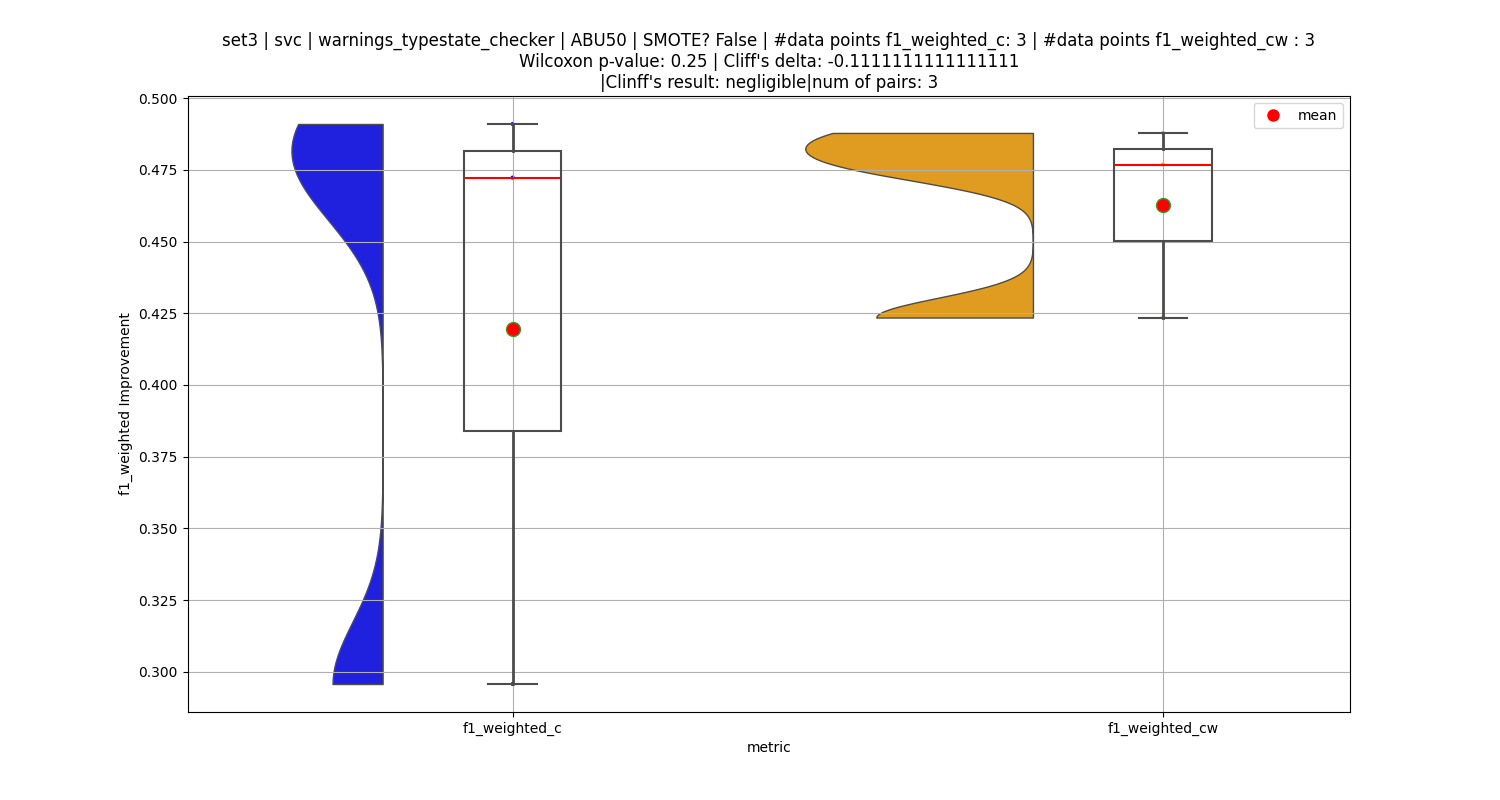 set3 | svc | warnings_typestate_checker | ABU50 | SMOTE? False | #data points f1_weighted_c: 3 | #data points f1_weighted_cw : 3
Wilcoxon p-value: 0.25 | Cliff's delta: -0.1111111111111111
|Clinff's result: negligible|num of pairs: 3
mean
0.500
0.475
0.450
0.425
0.400
0.375
0.350
0.325
0.300
f1_weighted Improvement
f1_weighted_c
f1_weighted_cw
metric